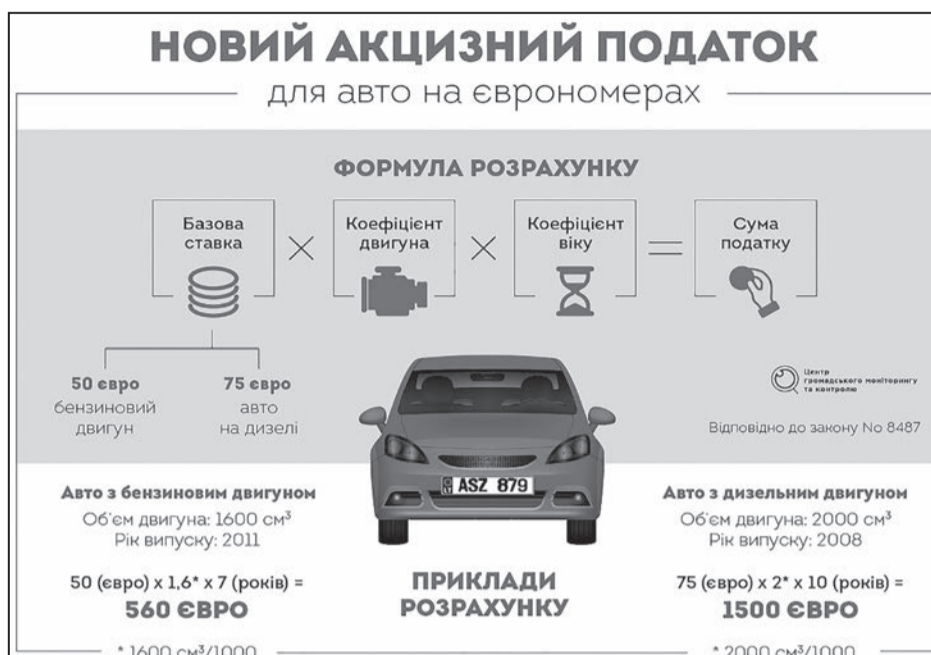 НОВИЙ АКЦИЗНИЙ ПОДАТОК
для авто на єврономерах
ФОРМУЛА РОЗРАХУНКУ
Базова
ставка
×
Коефіцієнт
двигуна
×
Коефіцієнт
віку
=
Сума
податку
50 євро
бензиновий
двигун
75 євро
авто
на дизелі
Центр
громадського моніторингу
та контролю
Відповідно до закону No 8487
ASZ 879
Авто з бензиновим двигуном
Об'єм двигуна: 1600 см³
Рік випуску: 2011
50 (євро) x 1,6* x 7 (років) =
560 ЄВРО
* 1600 см³/1000
ПРИКЛАДИ
РОЗРАХУНКУ
Авто з дизельним двигуном
Об'єм двигуна: 2000 см³
Рік випуску: 2008
75 (євро) x 2* x 10 (років) =
1500 ЄВРО
* 2000 см³/1000